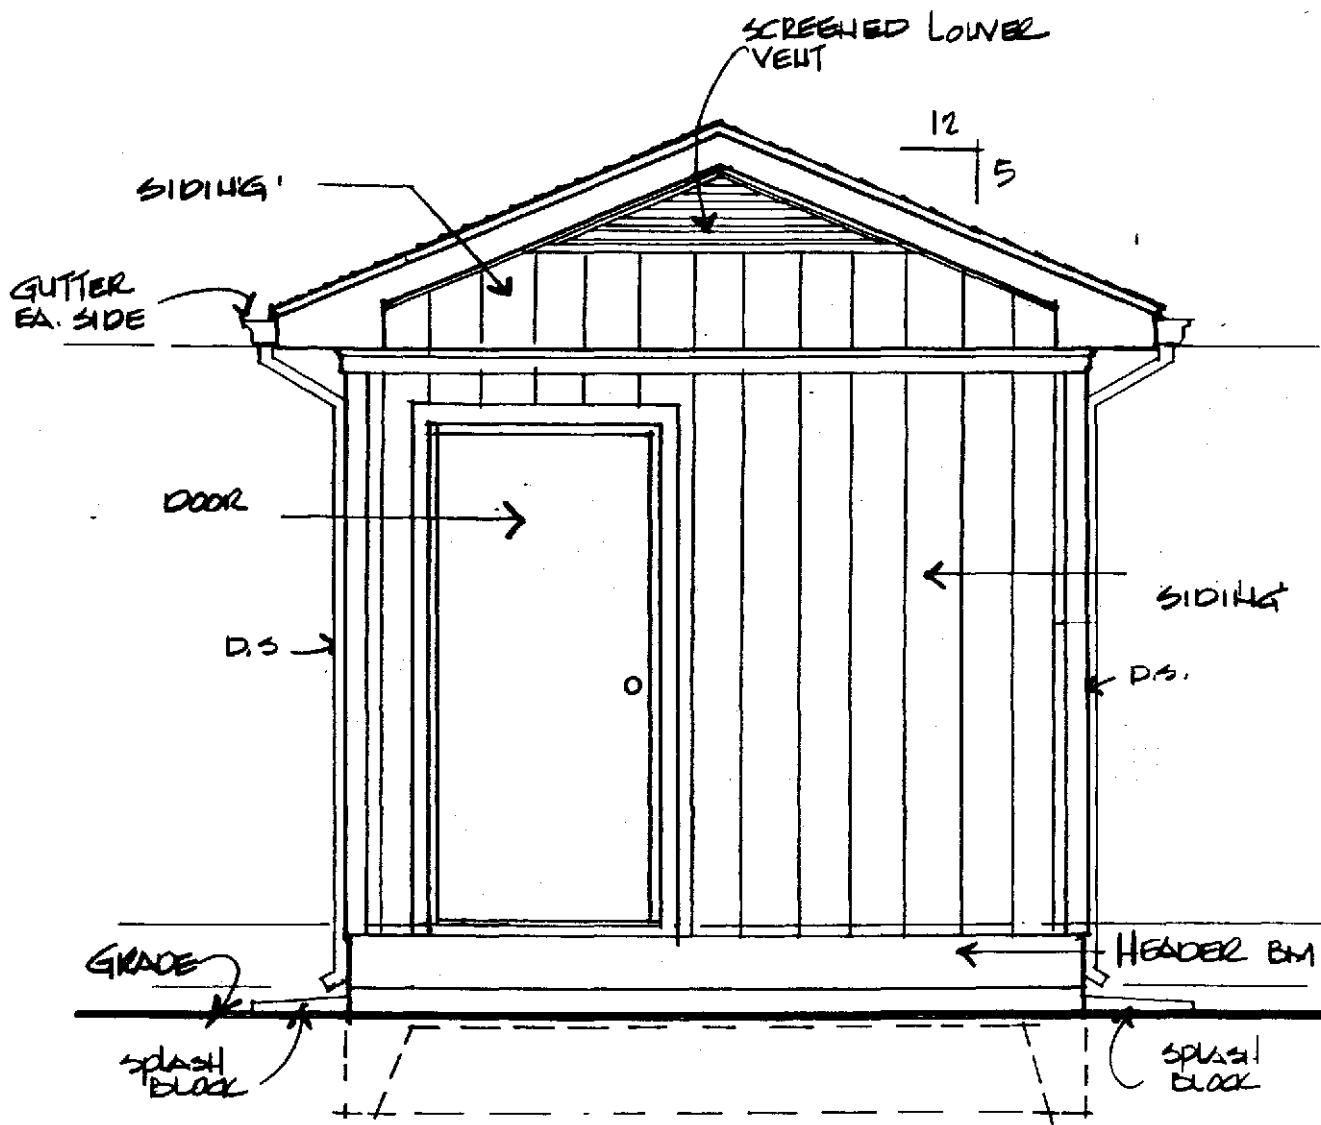 SCREENED LOUVER
VENT
12
5
SIDING
GUTTER
EA. SIDE
DOOR
SIDING
D.S
D.S.
GRADE
HEADER BM
SPLASH
BLOCK
SPLASH
BLOCK